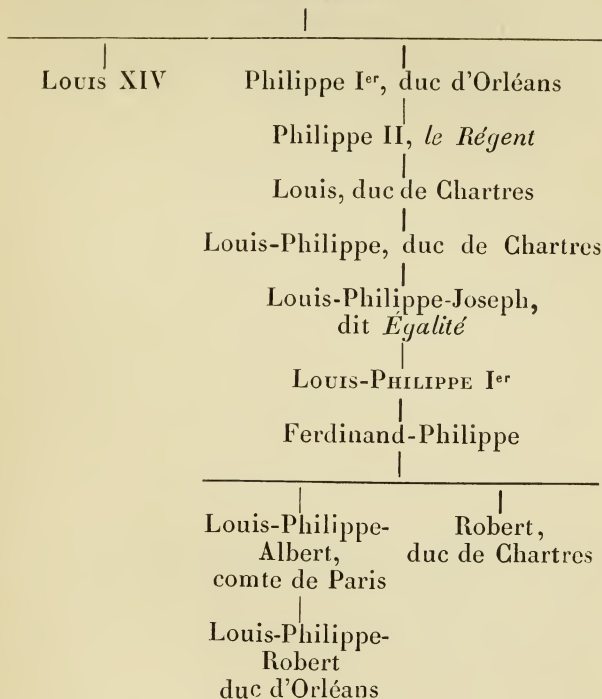 Louis XIV Philippe Ier, duc d'Orléans
Philippe II, le Régent
Louis, duc de Chartres
Louis-Philippe, duc de Chartres
Louis-Philippe-Joseph,
dit Égalité
Louis-Philippe Ier
Ferdinand-Philippe
Louis-Philippe-
Albert,
comte de Paris
Robert,
duc de Chartres
Louis-Philippe-
Robert
duc d'Orléans